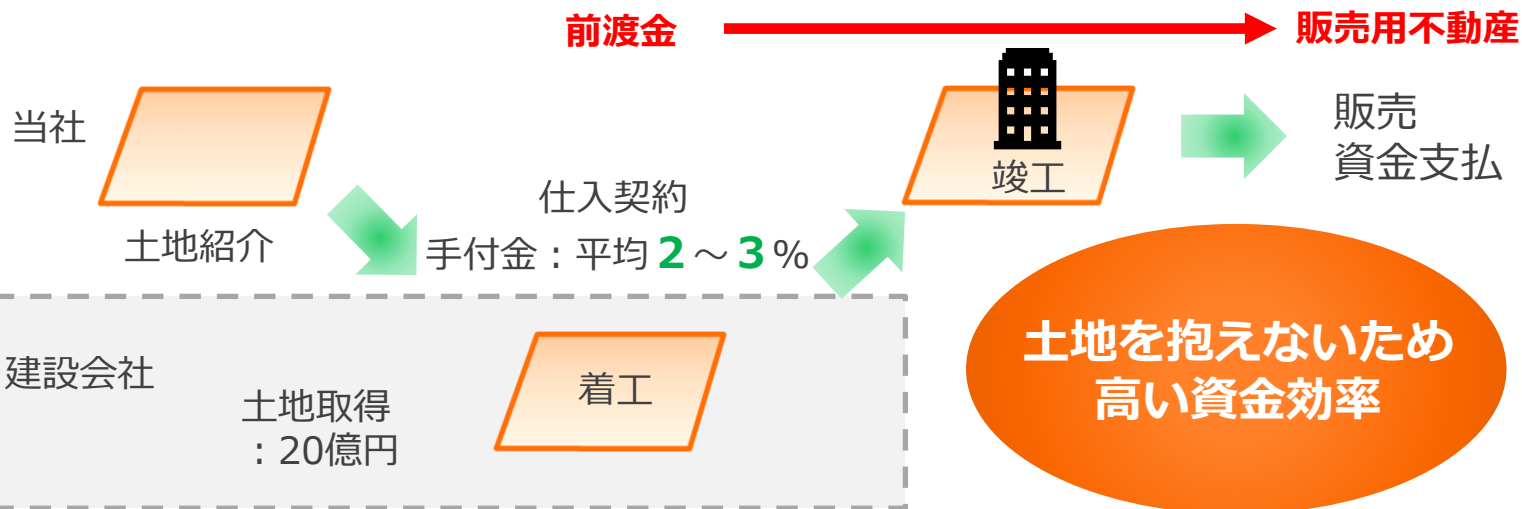 前渡金
販売用不動産
当社
竣工
販売
資金支払
土地紹介
仕入契約
手付金：平均2～3%
建設会社
土地取得
：20億円
着工
土地を抱えないため
高い資金効率